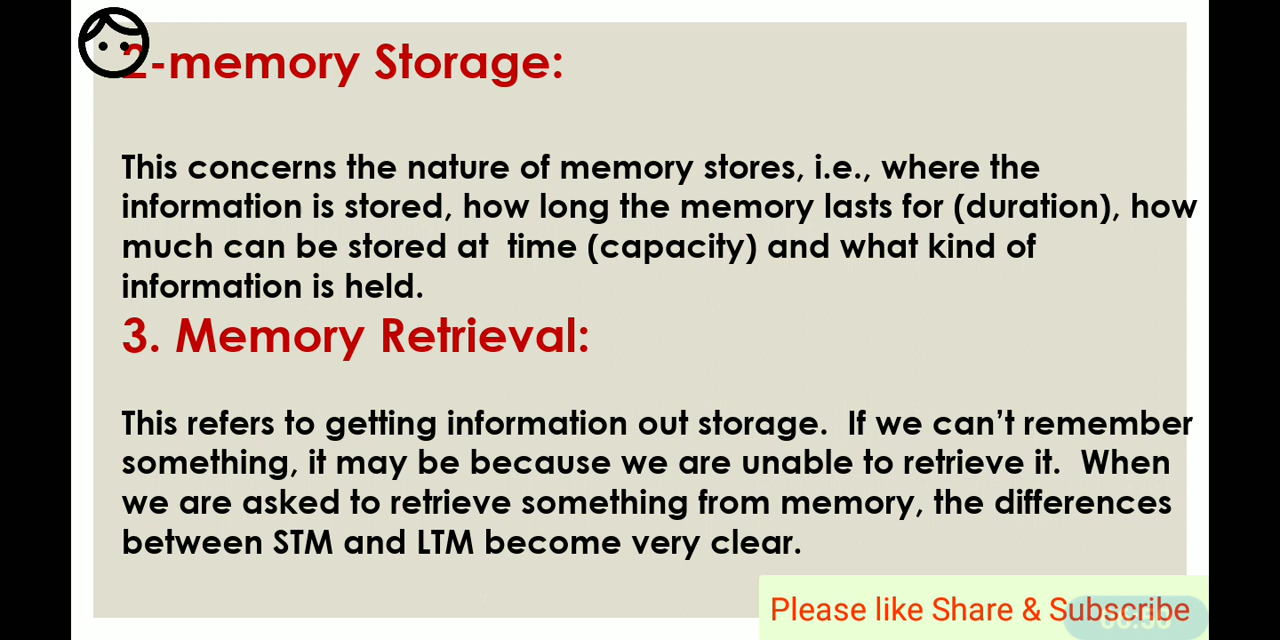 2-memory Storage:
This concerns the nature of memory stores, i.e., where the
information is stored, how long the memory lasts for (duration), how
much can be stored at time (capacity) and what kind of
information is held.
3. Memory Retrieval:
This refers to getting information out storage. If we can't remember
something, it may be because we are unable to retrieve it. When
we are asked to retrieve something from memory, the differences
between STM and LTM become very clear.
Please like Share & Subscribe